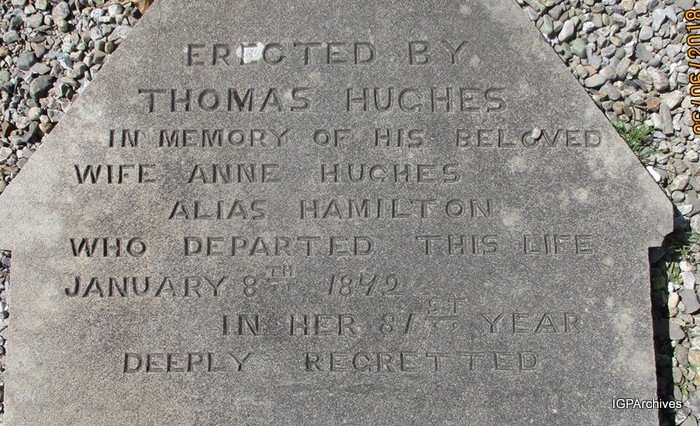 ERECTED BY
THOMAS HUGHES
IN MEMORY OF HIS BELOVED
WIFE ANNE HUGHES
ALIAS HAMILTON
WHO DEPARTED THIS LIFE
JANUARY 8TH 1842
IN HER 81ST YEAR
DEEPLY REGRETTED
IGPArchives